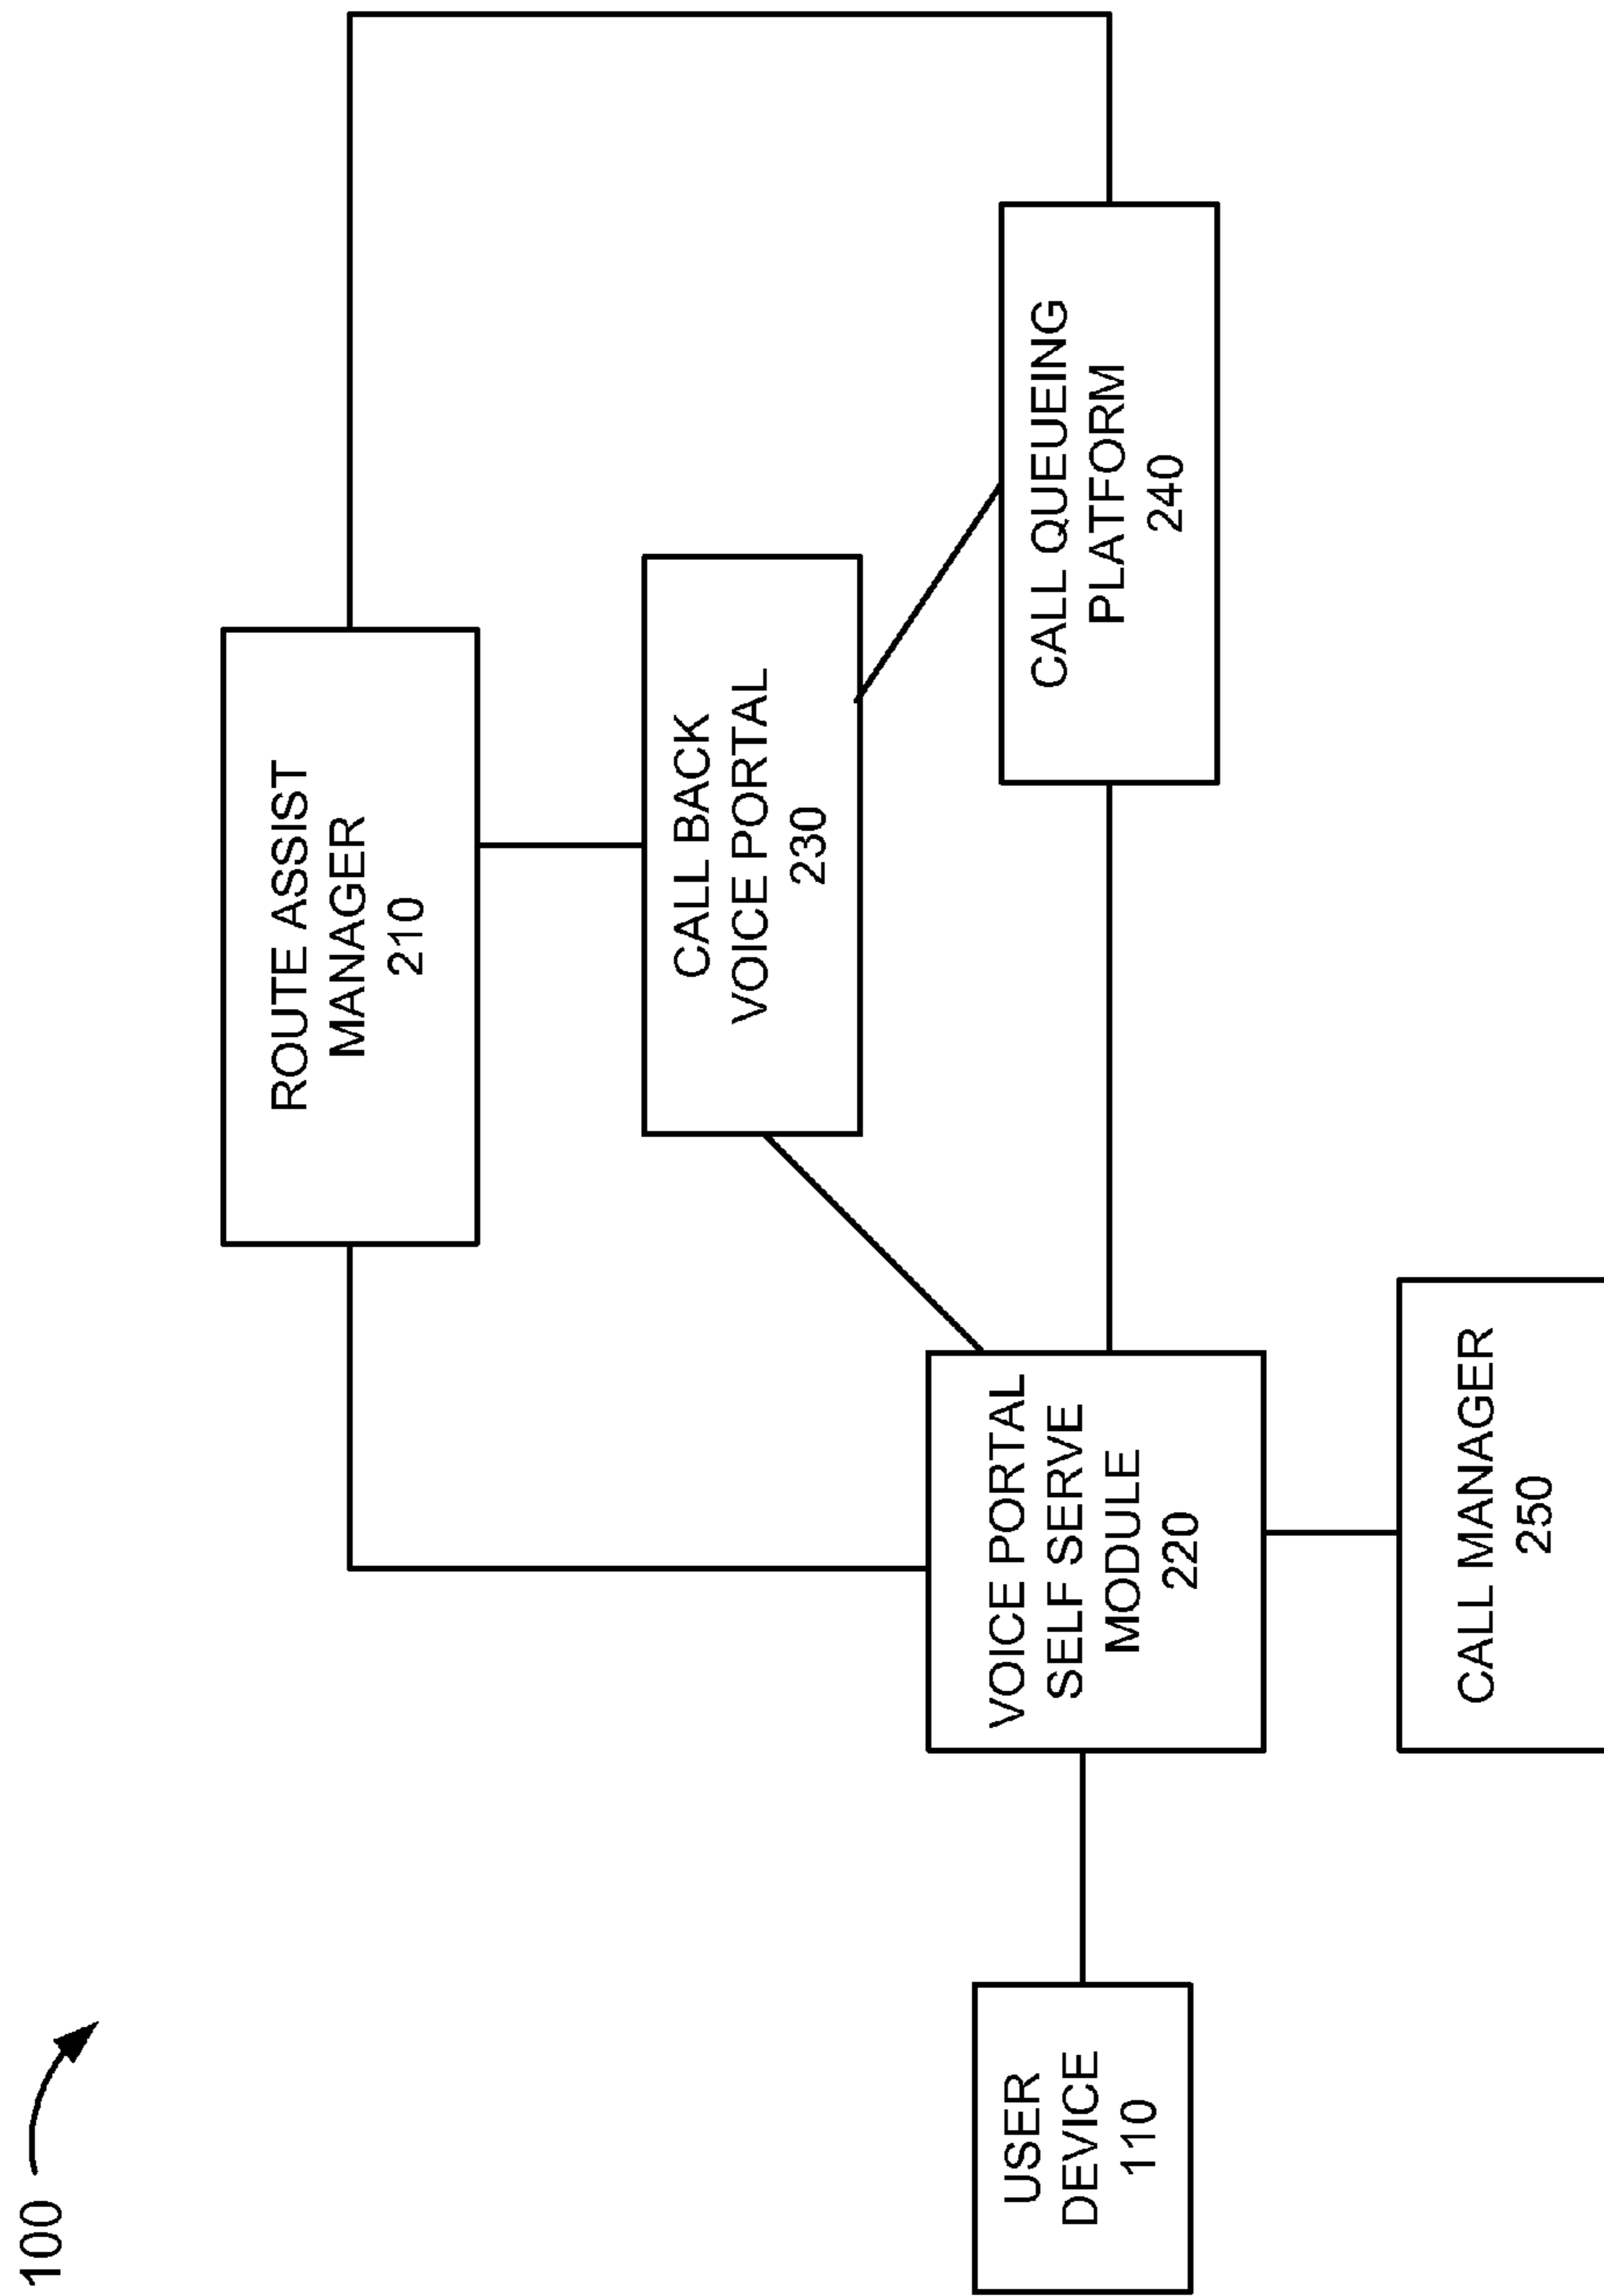 100
ROUTE ASSIST
MANAGER
210
CALL BACK
VOICE PORTAL
230
CALL QUEUEING
PLATFORM
240
VOICE PORTAL
SELF SERVE
MODULE
220
USER
DEVICE
110
CALL MANAGER
250